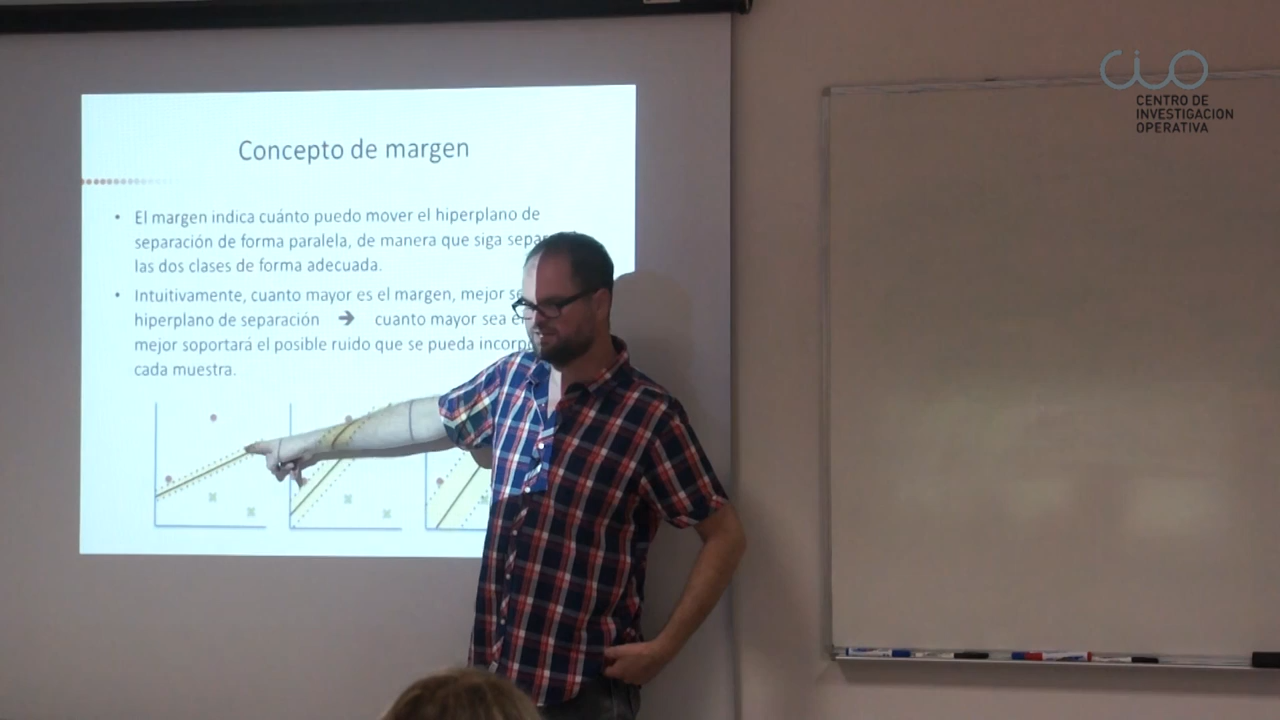 CIO
CENTRO DE
INVESTIGACION
OPERATIVA
Concepto de margen
El margen indica cuánto puedo mover el hiperplano de
separación de forma paralela, de manera que siga
las dos clases de forma adecuada.
Intuitivamente, cuanto mayor es el margen, mejor
hiperplano de separación → cuanto mayor sea
mejor soportará el posible ruido que se pueda
cada muestra.